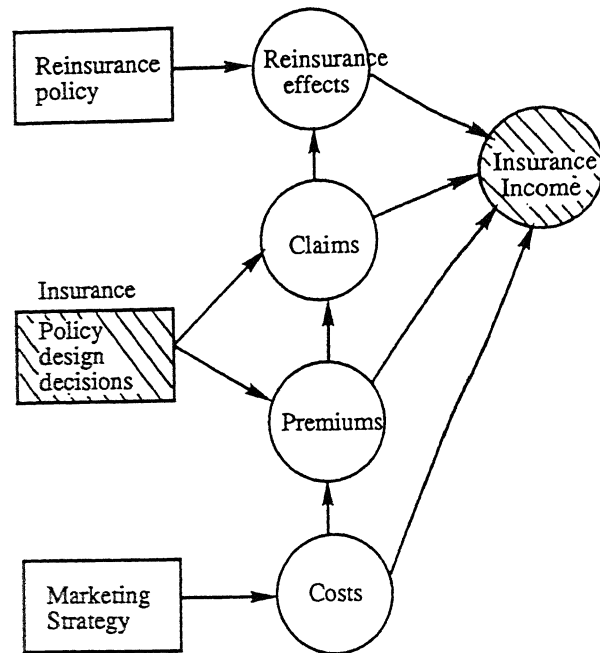 Reinsurance
policy
Reinsurance
effects
Insurance
Income
Claims
Insurance
Policy
design
decisions
Premiums
Marketing
Strategy
Costs